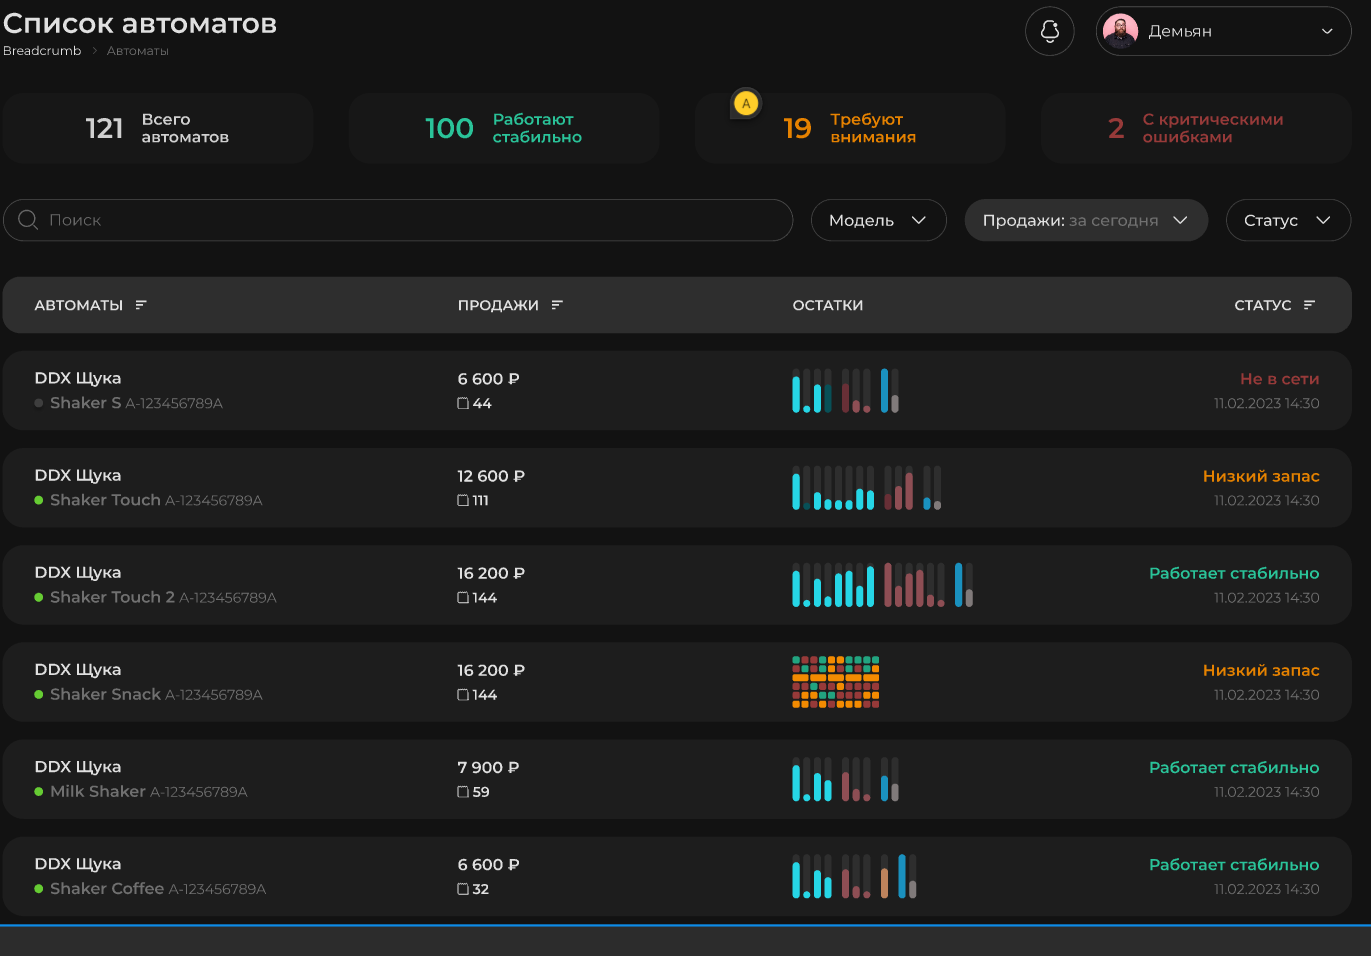 Список автоматов
Breadcrumb > Автоматы
Демьян
121 Всего автоматов
100 Работают стабильно
A
19 Требуют внимания
2 С критическими ошибками
Поиск
Модель
Продажи: за сегодня
Статус
АВТОМАТЫ ПРОДАЖИ ОСТАТКИ СТАТУС
DDX Щука 6 600 ₽ Не в сети
Shaker S A-123456789A 44 11.02.2023 14:30
DDX Щука 12 600 ₽ Низкий запас
Shaker Touch A-123456789A 111 11.02.2023 14:30
DDX Щука 16 200 ₽ Работает стабильно
Shaker Touch 2 A-123456789A 144 11.02.2023 14:30
DDX Щука 16 200 ₽ Низкий запас
Shaker Snack A-123456789A 144 11.02.2023 14:30
DDX Щука 7 900 ₽ Работает стабильно
Milk Shaker A-123456789A 59 11.02.2023 14:30
DDX Щука 6 600 ₽ Работает стабильно
Shaker Coffee A-123456789A 32 11.02.2023 14:30